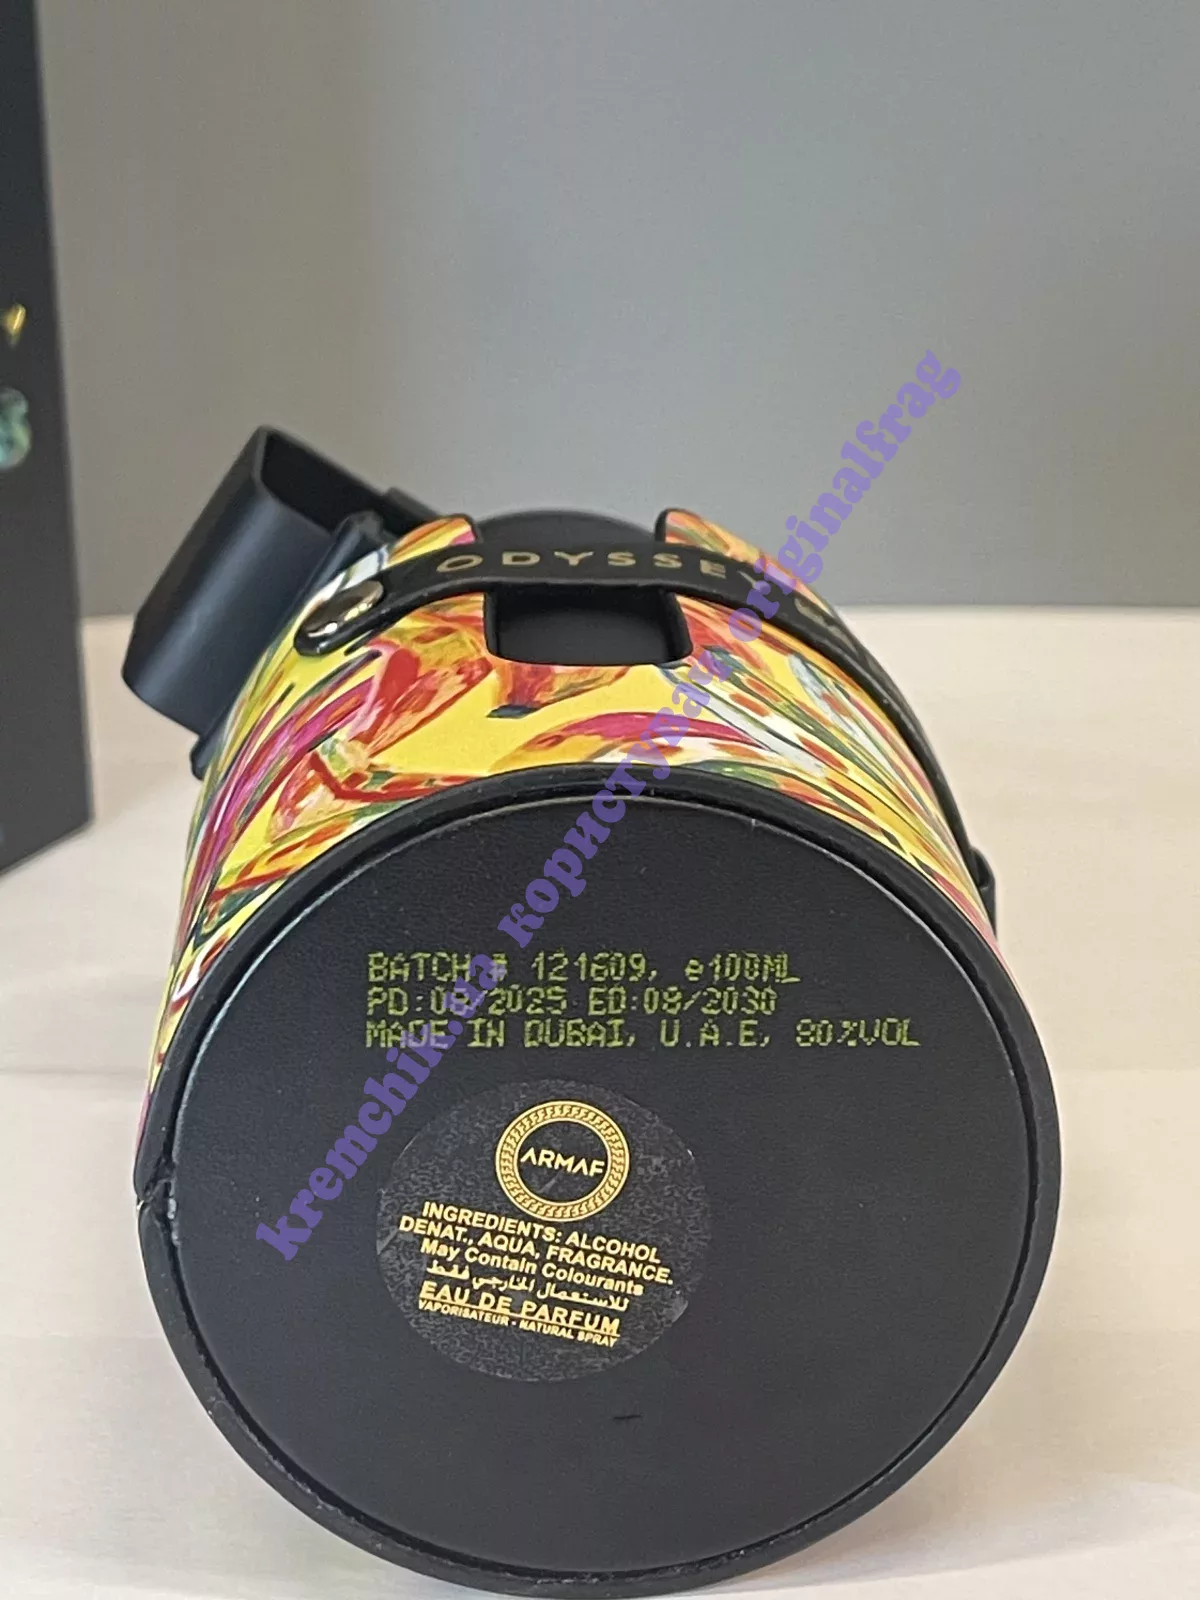 ODYSSEY
BATCH # 121609, e100ML
PD:08/2025 ED:08/2030
MADE IN DUBAI, U.A.E, 80%VOL
ARMAF
INGREDIENTS: ALCOHOL
DENAT., AQUA, FRAGRANCE.
May Contain Colourants
للاستعمال الخارجي فقط
EAU DE PARFUM
VAPORISATEUR - NATURAL SPRAY
kremchik.ua користувач originalfrag